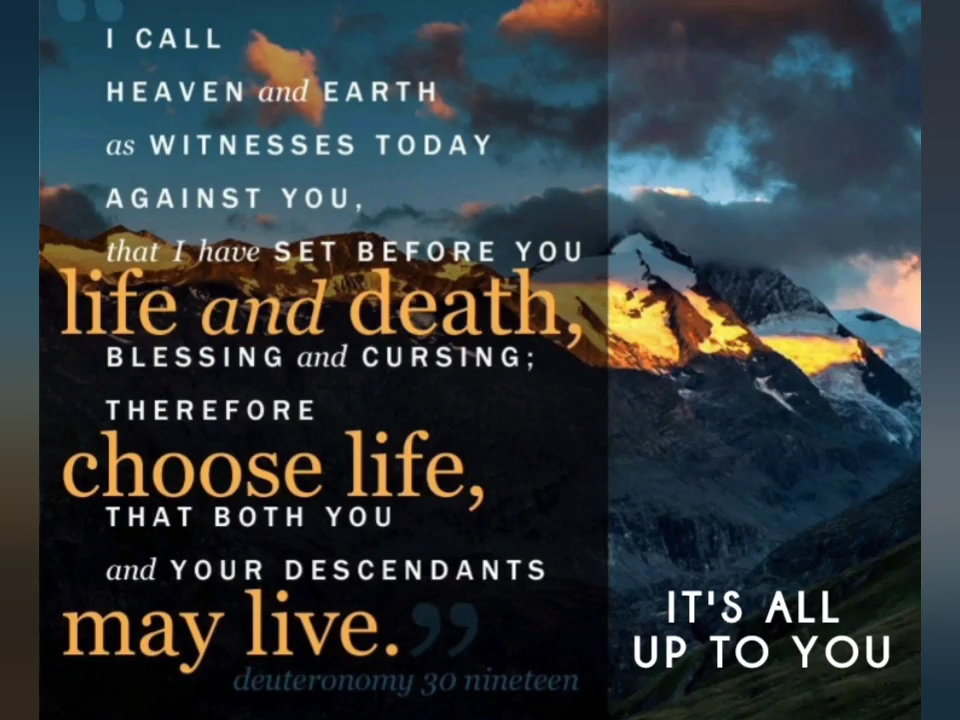 “
I CALL
HEAVEN and EARTH
as WITNESSES TODAY
AGAINST YOU,
that I have SET BEFORE YOU
life and death,
BLESSING and CURSING;
THEREFORE
choose life,
THAT BOTH YOU
and YOUR DESCENDANTS
may live.”
deuteronomy 30 nineteen
IT'S ALL
UP TO YOU